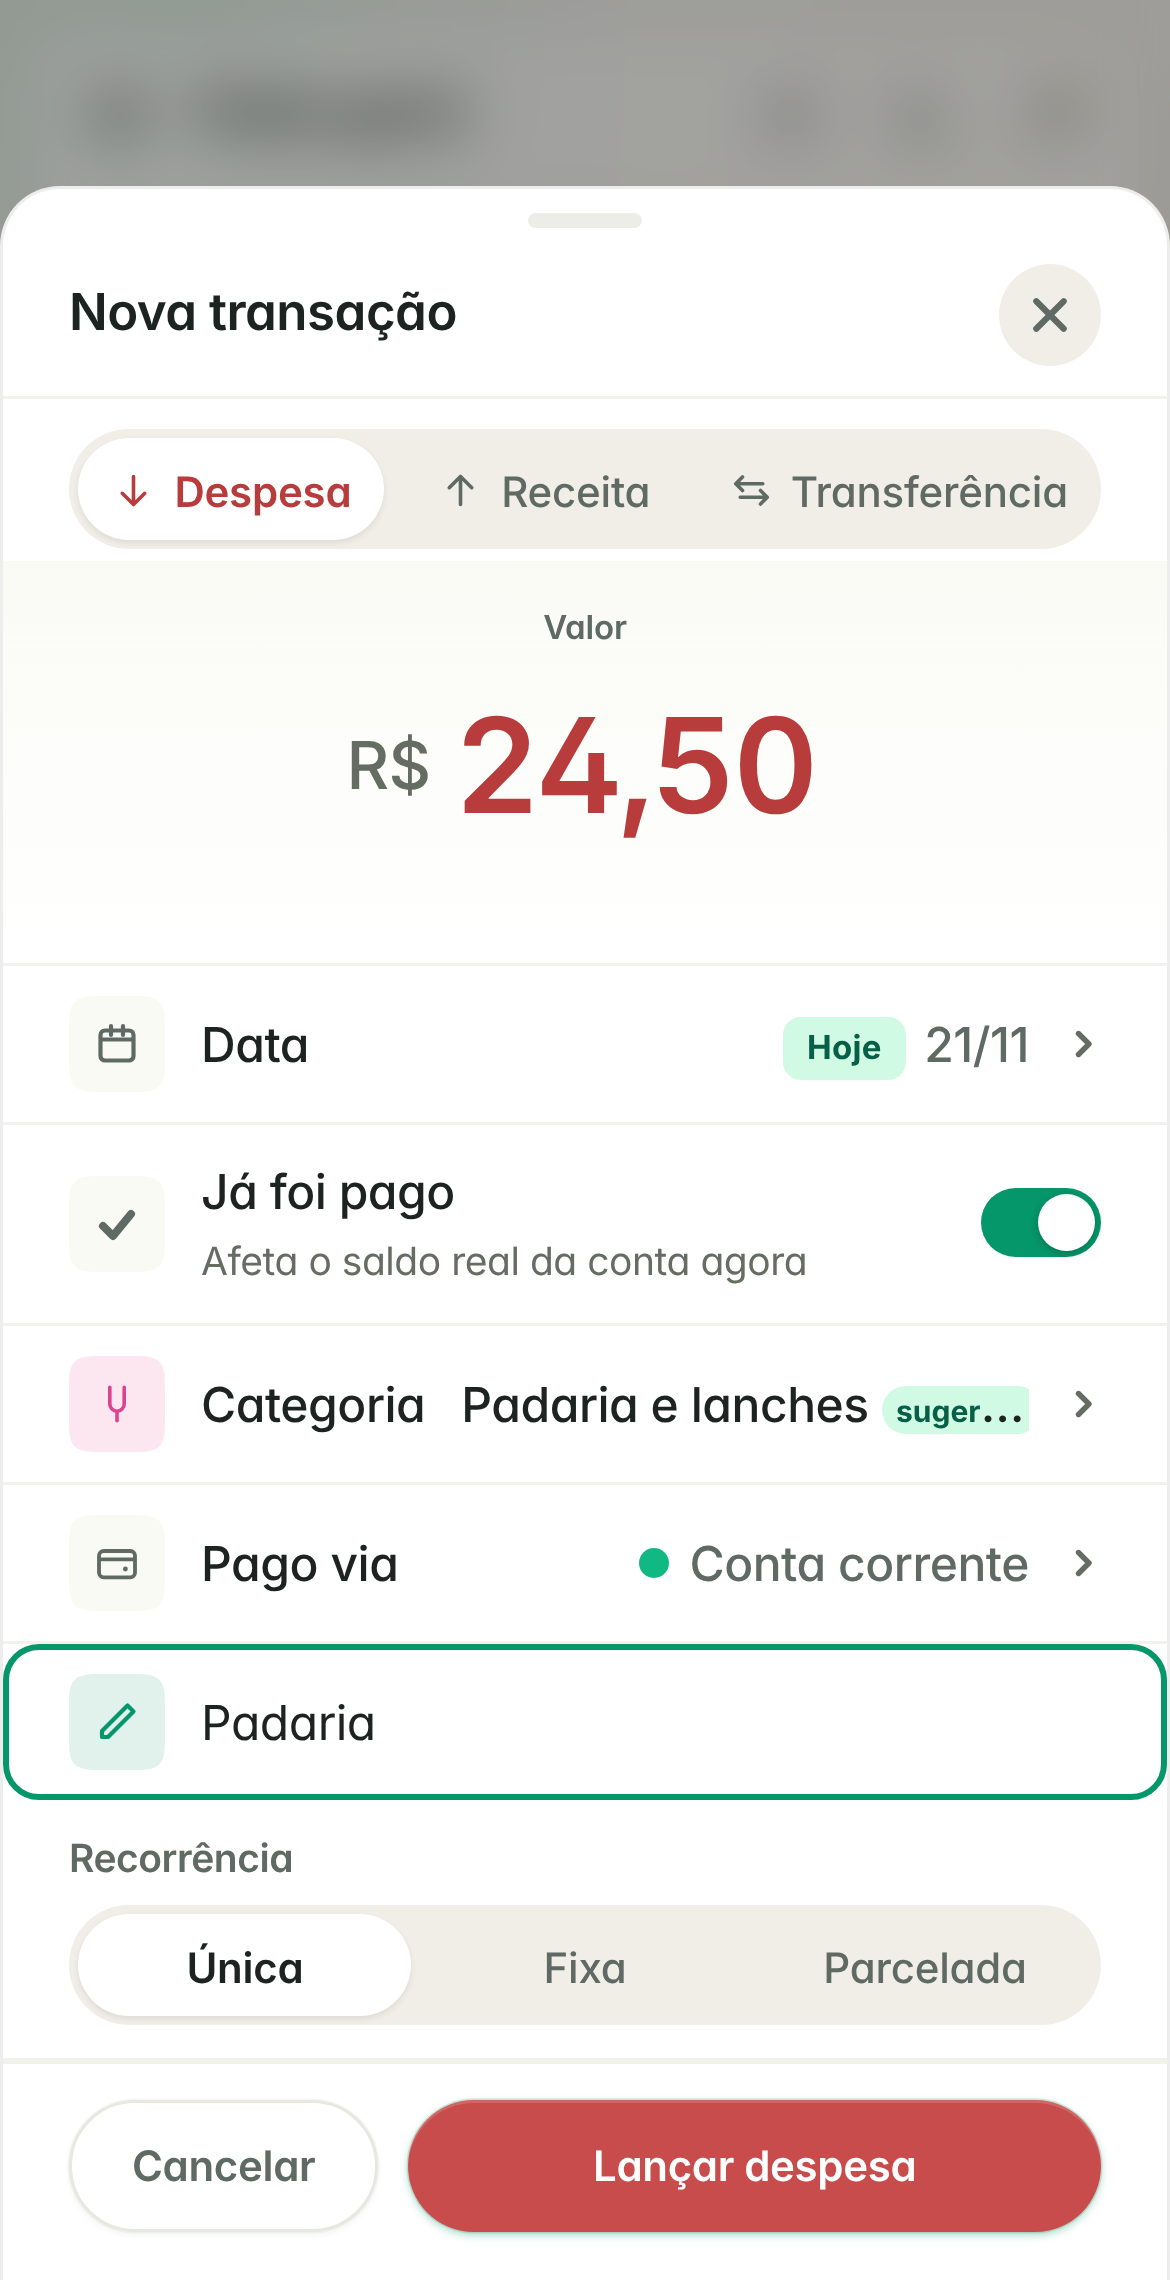 Nova transação
Despesa
Receita
Transferência
Valor
R$ 24,50
Data
Hoje
21/11
Já foi pago
Afeta o saldo real da conta agora
Categoria
Padaria e lanches
suger...
Pago via
Conta corrente
Padaria
Recorrência
Única
Fixa
Parcelada
Cancelar
Lançar despesa